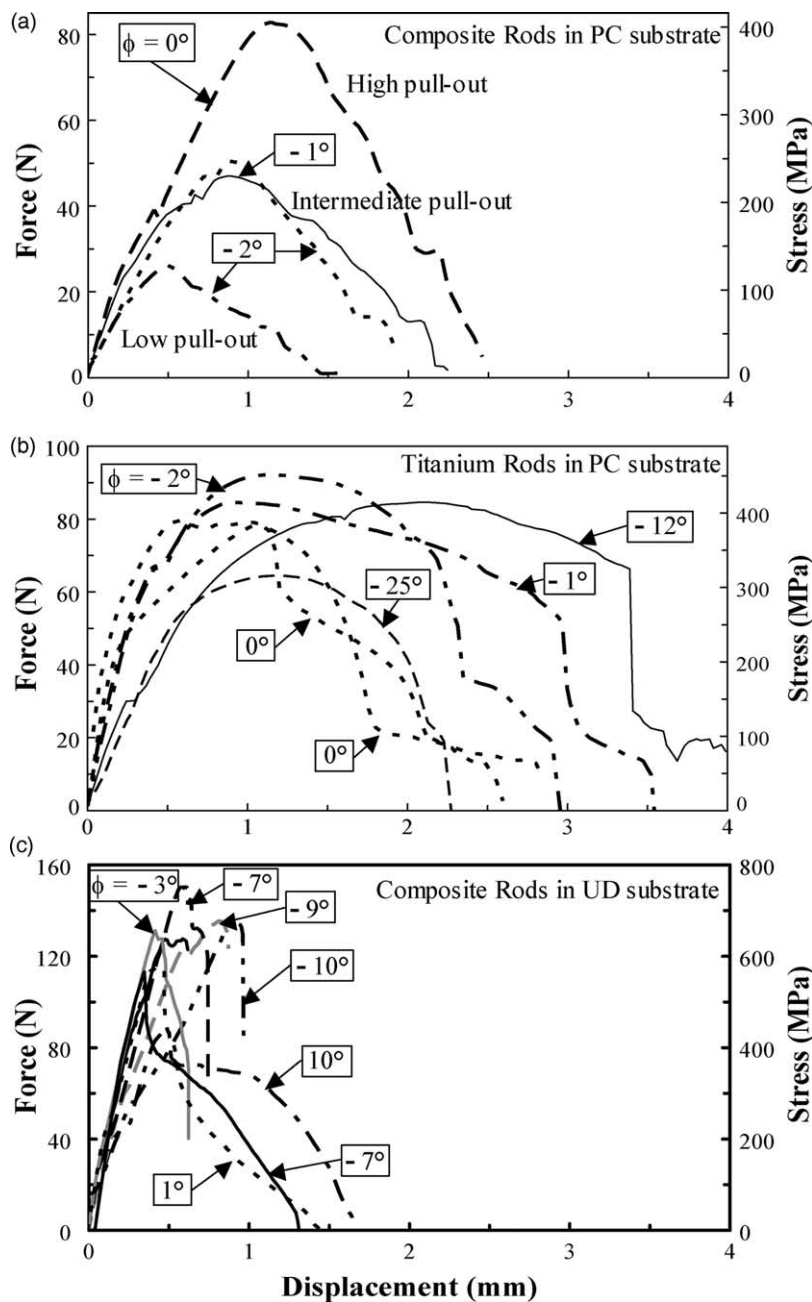 (a)
Composite Rods in PC substrate
ϕ = 0°
High pull-out
- 1°
Intermediate pull-out
- 2°
Low pull-out
Force (N)
80
60
40
20
0
Stress (MPa)
400
300
200
100
0
0 1 2 3 4
(b)
Titanium Rods in PC substrate
ϕ = - 2°
- 12°
- 1°
- 25°
0°
0°
Force (N)
100
80
60
40
20
0
Stress (MPa)
400
300
200
100
0
0 1 2 3 4
(c)
Composite Rods in UD substrate
ϕ = - 3°
- 7°
- 9°
- 10°
10°
- 7°
1°
Force (N)
160
120
80
40
0
Stress (MPa)
800
600
400
200
0
0 1 2 3 4
Displacement (mm)